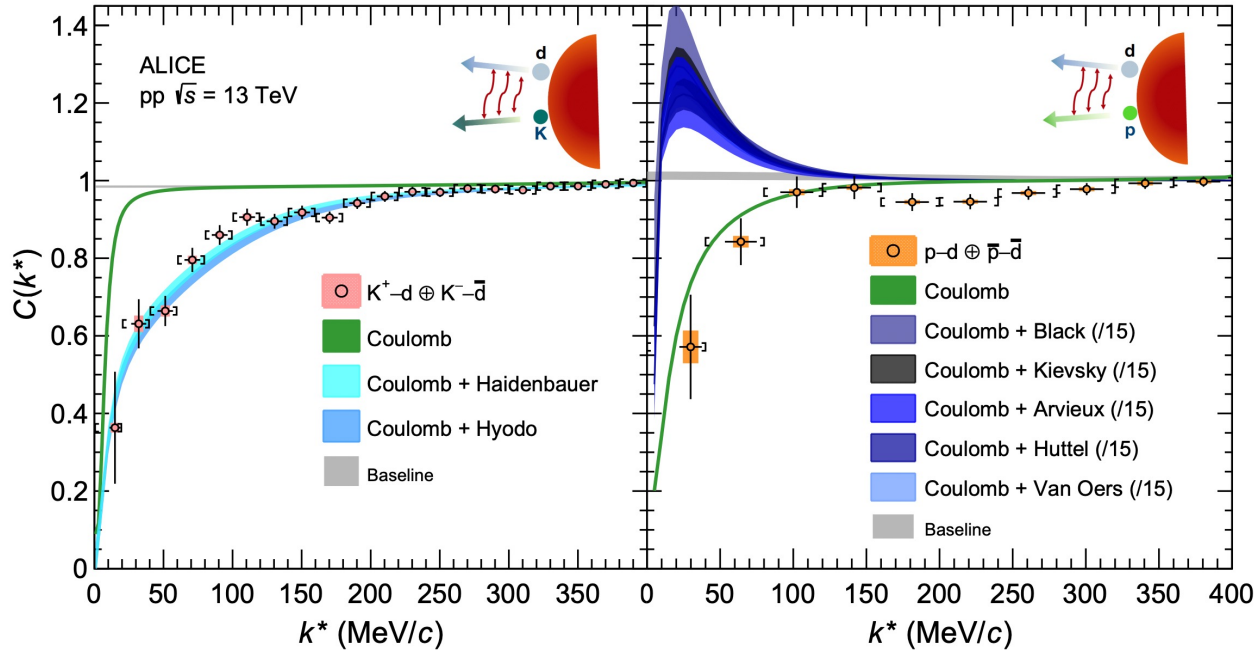 ALICE
pp √s = 13 TeV
d
K
K⁺–d ⊕ K⁻–d̅
Coulomb
Coulomb + Haidenbauer
Coulomb + Hyodo
Baseline
C(k*)
0
0.2
0.4
0.6
0.8
1
1.2
1.4
0 50 100 150 200 250 300 350
k* (MeV/c)
d
p
p–d ⊕ p̅–d̅
Coulomb
Coulomb + Black (/15)
Coulomb + Kievsky (/15)
Coulomb + Arvieux (/15)
Coulomb + Huttel (/15)
Coulomb + Van Oers (/15)
Baseline
0 50 100 150 200 250 300 350 400
k* (MeV/c)